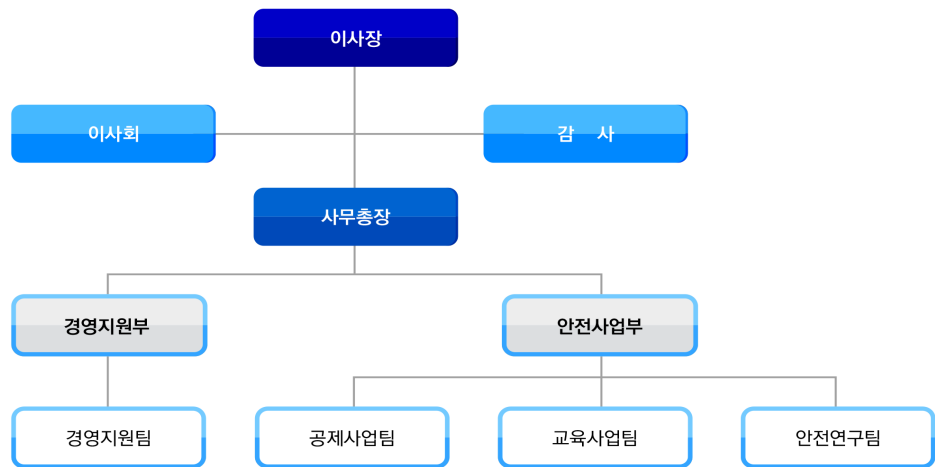 이사장
이사회
감 사
사무총장
경영지원부
안전사업부
경영지원팀
공제사업팀
교육사업팀
안전연구팀